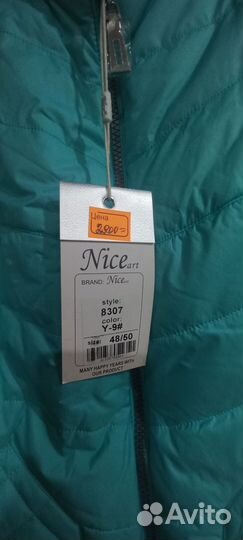 Цена
2800=
Nice art
BRAND: Nice art
style:
8307
color:
Y-9#
size: 48/50
MANY HAPPY TEARS WITH
OUR PRODUCT
Avito